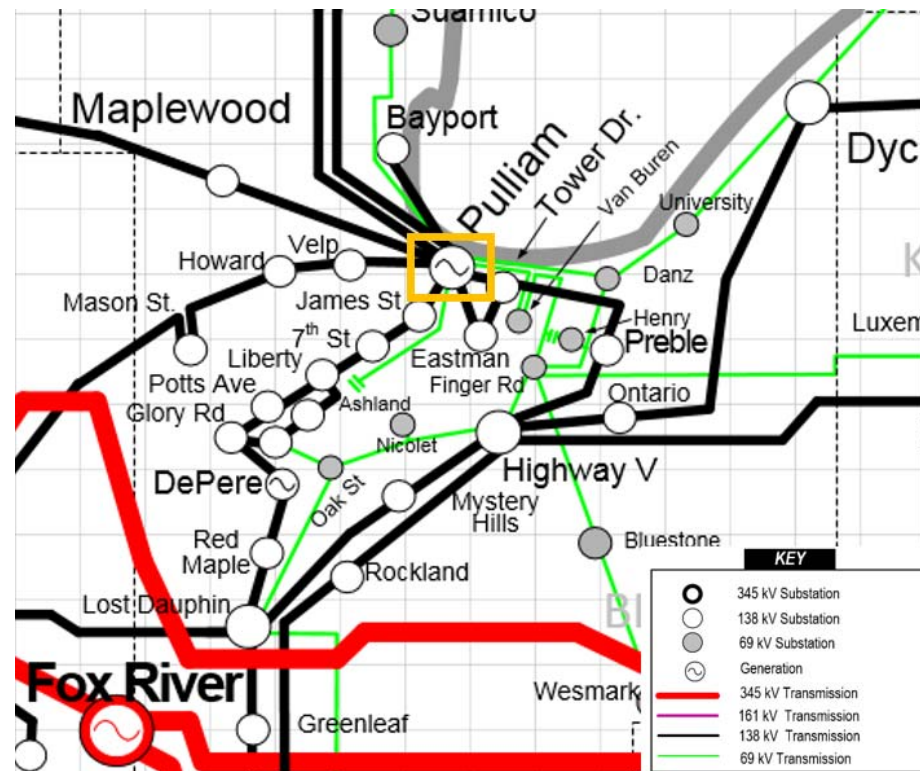 Suamico
Maplewood
Bayport
Pulliam
Tower Dr.
Van Buren
Dyc
University
Velp
Howard
Danz
Mason St.
James St
Henry
7th St
Luxem
Liberty
Eastman
Preble
Potts Ave
Finger Rd
Glory Rd
Ashland
Ontario
Nicolet
DePere
Oak St
Highway V
Mystery
Hills
Red
Maple
Bluestone
Rockland
Lost Dauphin
Fox River
Wesmark
Greenleaf
KEY
345 kV Substation
138 kV Substation
69 kV Substation
Generation
345 kV Transmission
161 kV Transmission
138 kV Transmission
69 kV Transmission